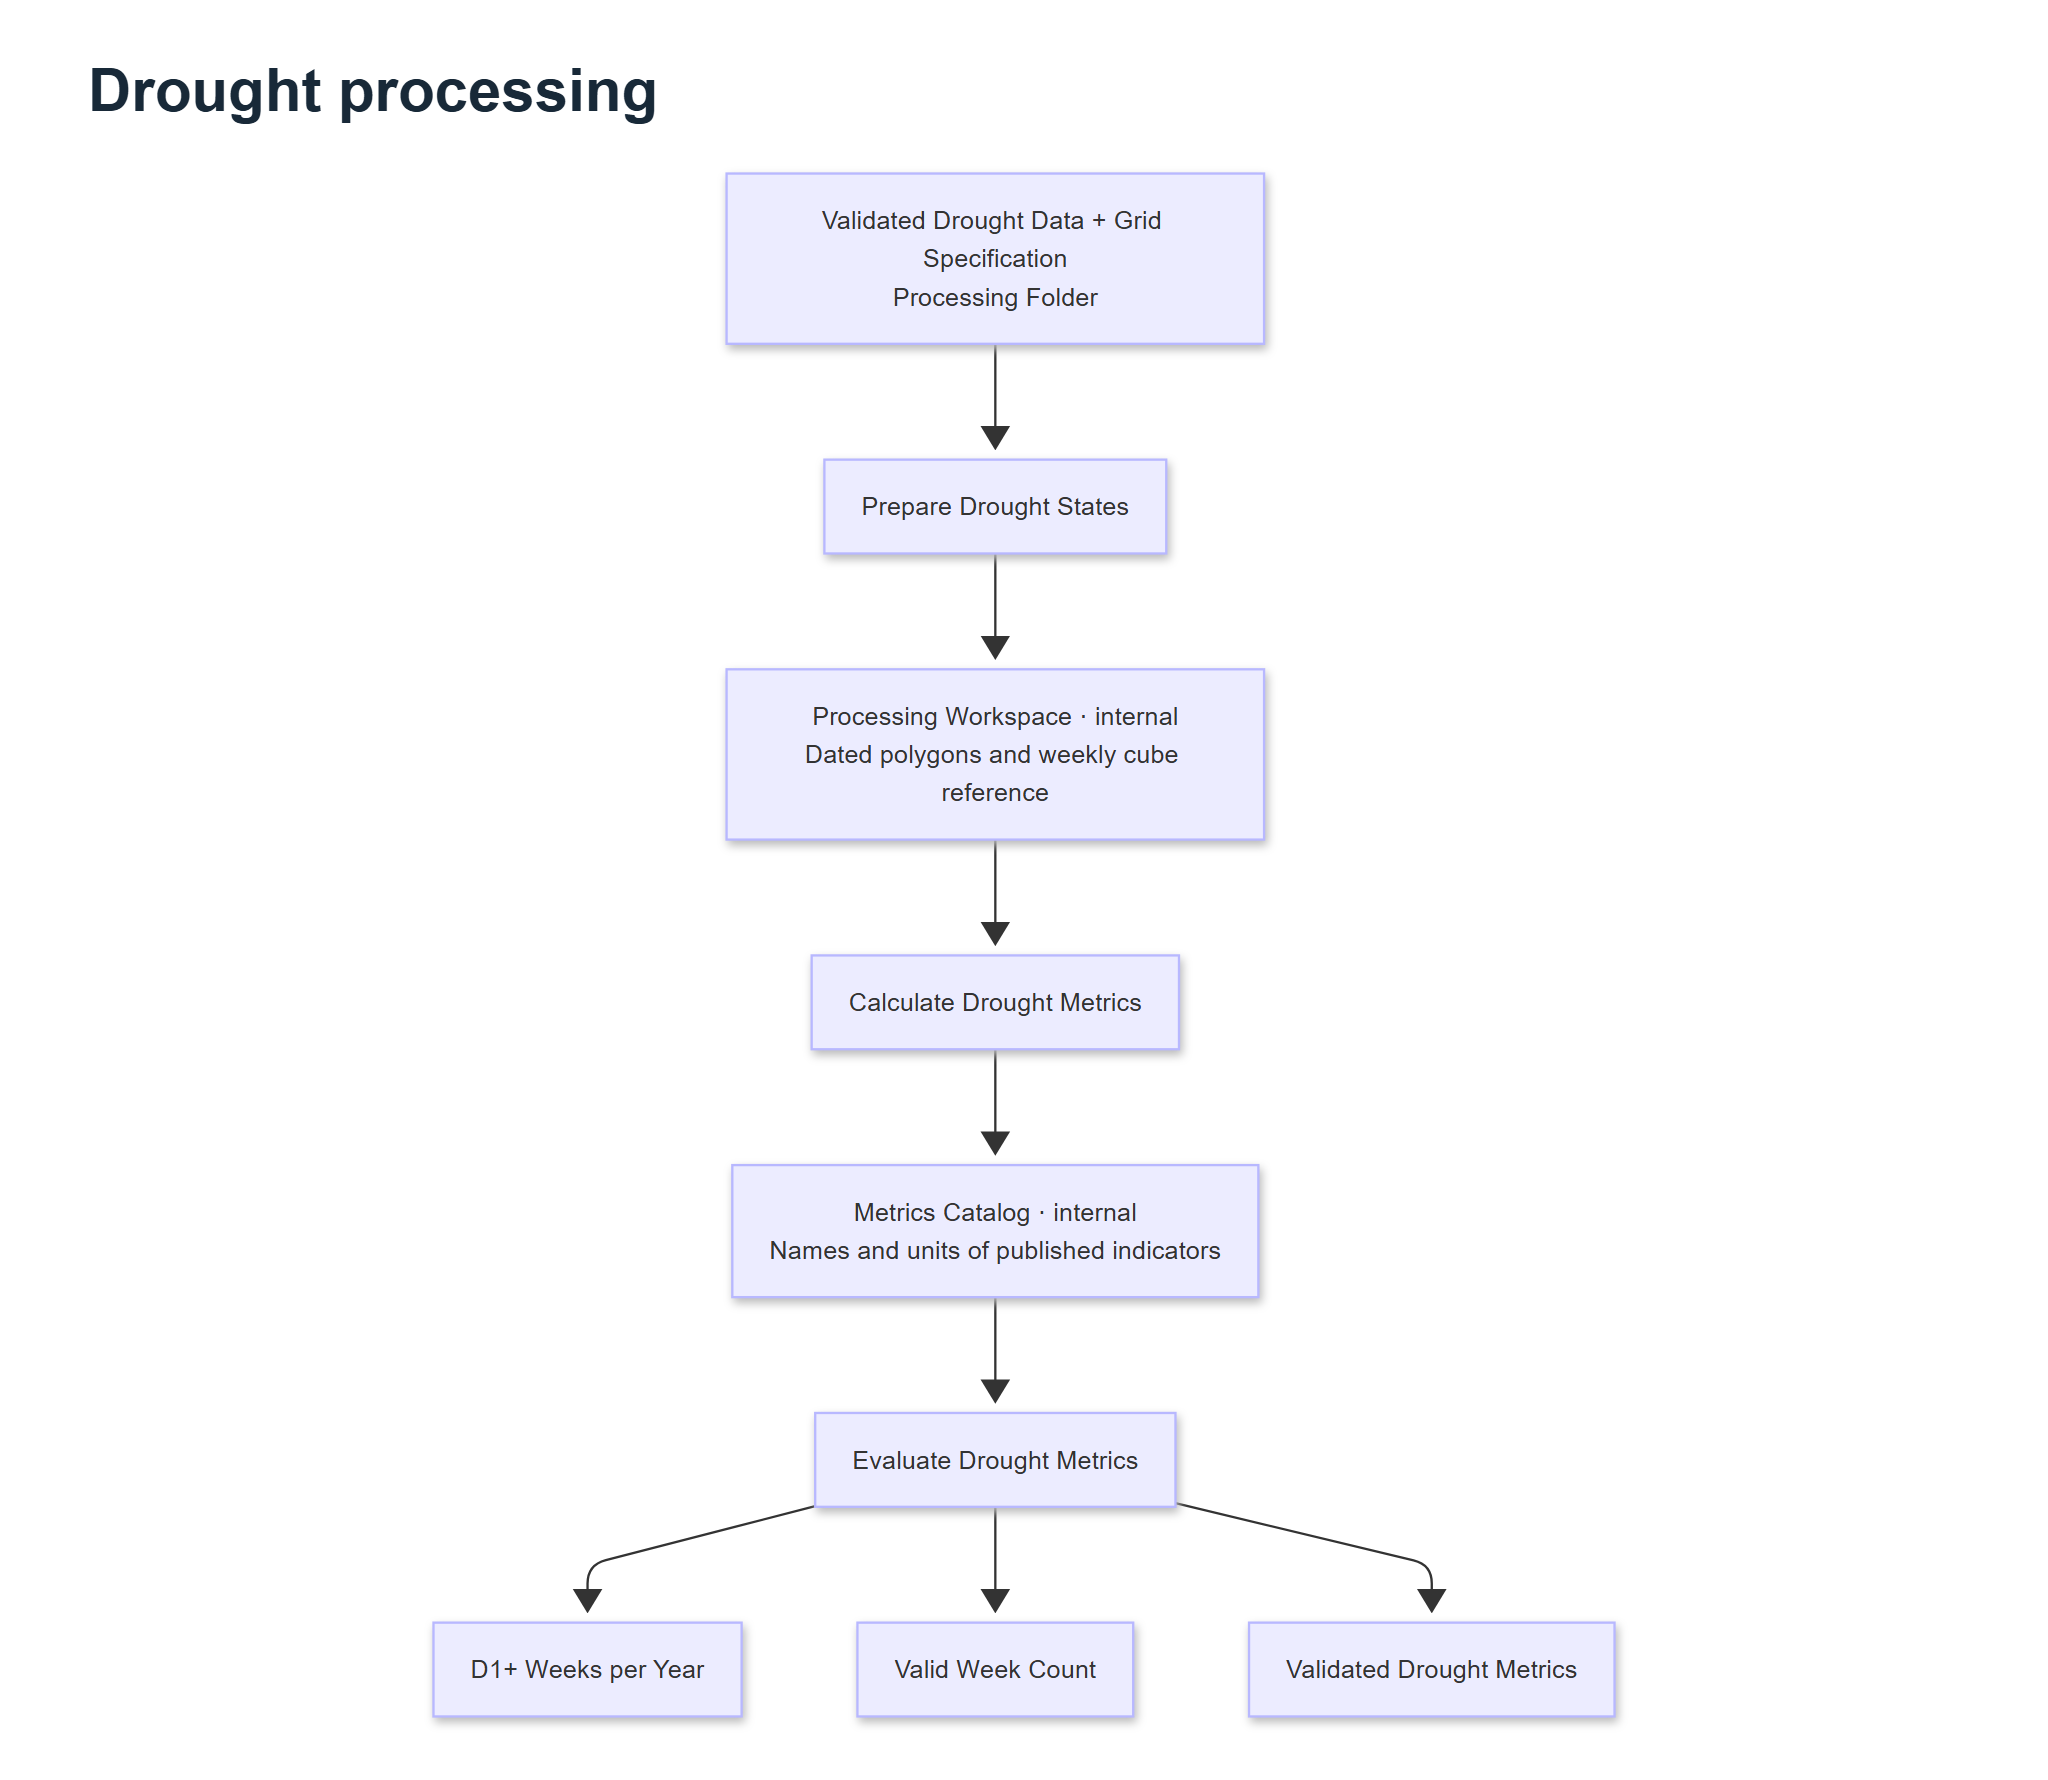 Drought processing
Validated Drought Data + Grid
Specification
Processing Folder
Prepare Drought States
Processing Workspace · internal
Dated polygons and weekly cube
reference
Calculate Drought Metrics
Metrics Catalog · internal
Names and units of published indicators
Evaluate Drought Metrics
D1+ Weeks per Year
Valid Week Count
Validated Drought Metrics